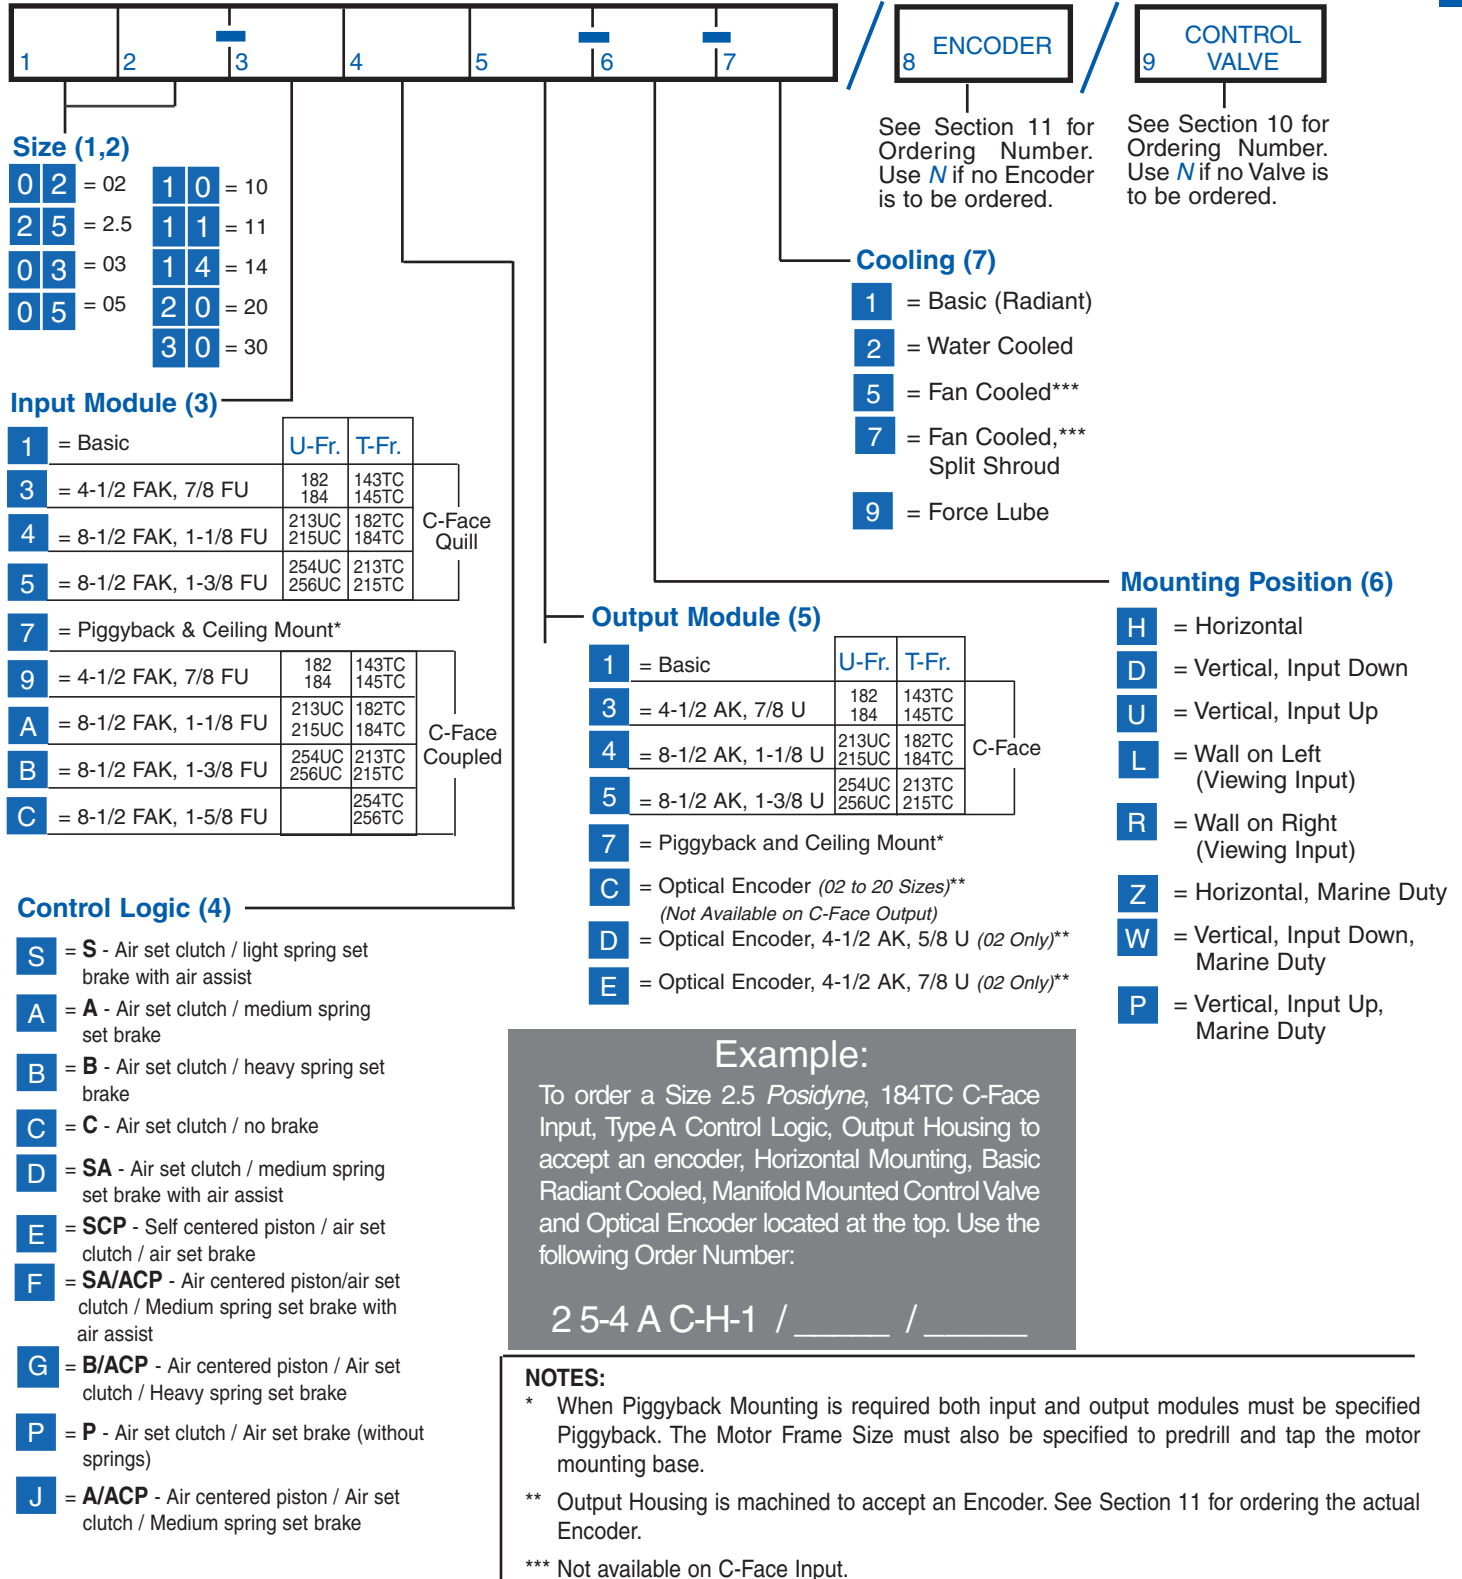 1 2 3 4 5 6 7 8 ENCODER 9 CONTROL VALVE
See Section 11 for
Ordering Number.
Use N if no Encoder
is to be ordered.
See Section 10 for
Ordering Number.
Use N if no Valve is
to be ordered.
Size (1,2)
0 2 = 02
2 5 = 2.5
0 3 = 03
0 5 = 05
1 0 = 10
1 1 = 11
1 4 = 14
2 0 = 20
3 0 = 30
Input Module (3)
1 = Basic U-Fr. T-Fr.
3 = 4-1/2 FAK, 7/8 FU 182 184 143TC 145TC
4 = 8-1/2 FAK, 1-1/8 FU 213UC 215UC 182TC 184TC
5 = 8-1/2 FAK, 1-3/8 FU 254UC 256UC 213TC 215TC
C-Face
Quill
7 = Piggyback & Ceiling Mount*
9 = 4-1/2 FAK, 7/8 FU 182 184 143TC 145TC
A = 8-1/2 FAK, 1-1/8 FU 213UC 215UC 182TC 184TC
B = 8-1/2 FAK, 1-3/8 FU 254UC 256UC 213TC 215TC
C = 8-1/2 FAK, 1-5/8 FU 254TC 256TC
C-Face
Coupled
Control Logic (4)
S = S - Air set clutch / light spring set
brake with air assist
A = A - Air set clutch / medium spring
set brake
B = B - Air set clutch / heavy spring set
brake
C = C - Air set clutch / no brake
D = SA - Air set clutch / medium spring
set brake with air assist
E = SCP - Self centered piston / air set
clutch / air set brake
F = SA/ACP - Air centered piston/air set
clutch / Medium spring set brake with
air assist
G = B/ACP - Air centered piston / Air set
clutch / Heavy spring set brake
P = P - Air set clutch / Air set brake (without
springs)
J = A/ACP - Air centered piston / Air set
clutch / Medium spring set brake
Output Module (5)
1 = Basic U-Fr. T-Fr.
3 = 4-1/2 AK, 7/8 U 182 184 143TC 145TC
4 = 8-1/2 AK, 1-1/8 U 213UC 215UC 182TC 184TC
5 = 8-1/2 AK, 1-3/8 U 254UC 256UC 213TC 215TC
C-Face
7 = Piggyback and Ceiling Mount*
C = Optical Encoder (02 to 20 Sizes)**
(Not Available on C-Face Output)
D = Optical Encoder, 4-1/2 AK, 5/8 U (02 Only)**
E = Optical Encoder, 4-1/2 AK, 7/8 U (02 Only)**
Cooling (7)
1 = Basic (Radiant)
2 = Water Cooled
5 = Fan Cooled***
7 = Fan Cooled,***
Split Shroud
9 = Force Lube
Mounting Position (6)
H = Horizontal
D = Vertical, Input Down
U = Vertical, Input Up
L = Wall on Left
(Viewing Input)
R = Wall on Right
(Viewing Input)
Z = Horizontal, Marine Duty
W = Vertical, Input Down,
Marine Duty
P = Vertical, Input Up,
Marine Duty
Example:
To order a Size 2.5 Posidyne, 184TC C-Face
Input, Type A Control Logic, Output Housing to
accept an encoder, Horizontal Mounting, Basic
Radiant Cooled, Manifold Mounted Control Valve
and Optical Encoder located at the top. Use the
following Order Number:
2 5-4 A C-H-1 / _____ / _____
NOTES:
* When Piggyback Mounting is required both input and output modules must be specified
Piggyback. The Motor Frame Size must also be specified to predrill and tap the motor
mounting base.
** Output Housing is machined to accept an Encoder. See Section 11 for ordering the actual
Encoder.
*** Not available on C-Face Input.